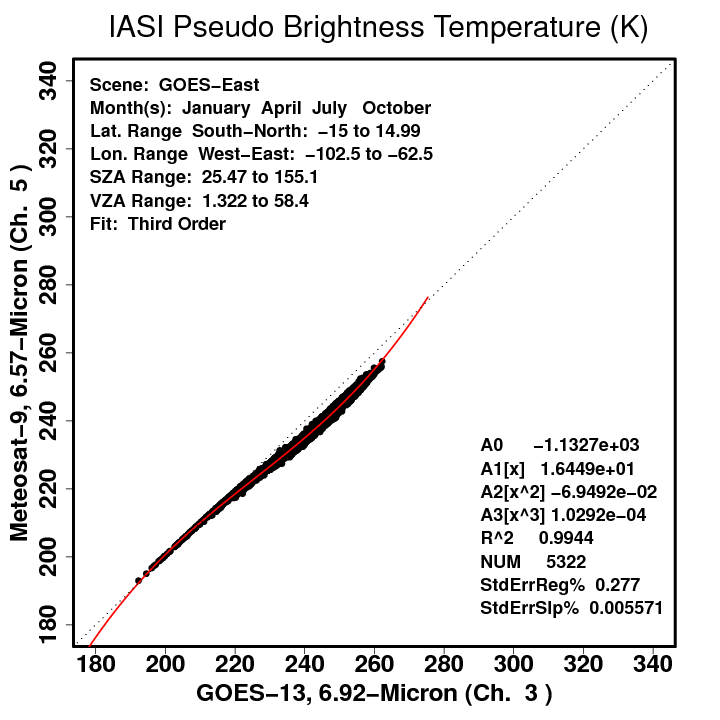 IASI Pseudo Brightness Temperature (K)
Scene: GOES−East
Month(s): January April July October
Lat. Range South−North: −15 to 14.99
Lon. Range West−East: −102.5 to −62.5
SZA Range: 25.47 to 155.1
VZA Range: 1.322 to 58.4
Fit: Third Order
340
320
300
280
260
240
220
200
180
Meteosat−9, 6.57−Micron (Ch. 5 )
A0 −1.1327e+03
A1[x] 1.6449e+01
A2[x^2] −6.9492e−02
A3[x^3] 1.0292e−04
R^2 0.9944
NUM 5322
StdErrReg% 0.277
StdErrSlp% 0.005571
180 200 220 240 260 280 300 320 340
GOES−13, 6.92−Micron (Ch. 3 )